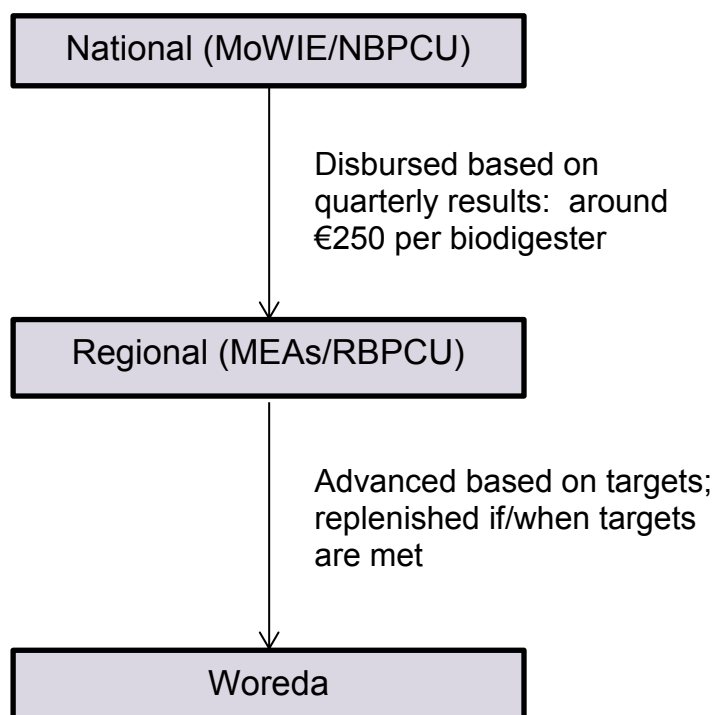 National (MoWIE/NBPCU)
Disbursed based on
quarterly results:  around
€250 per biodigester
Regional (MEAs/RBPCU)
Advanced based on targets;
replenished if/when targets
are met
Woreda